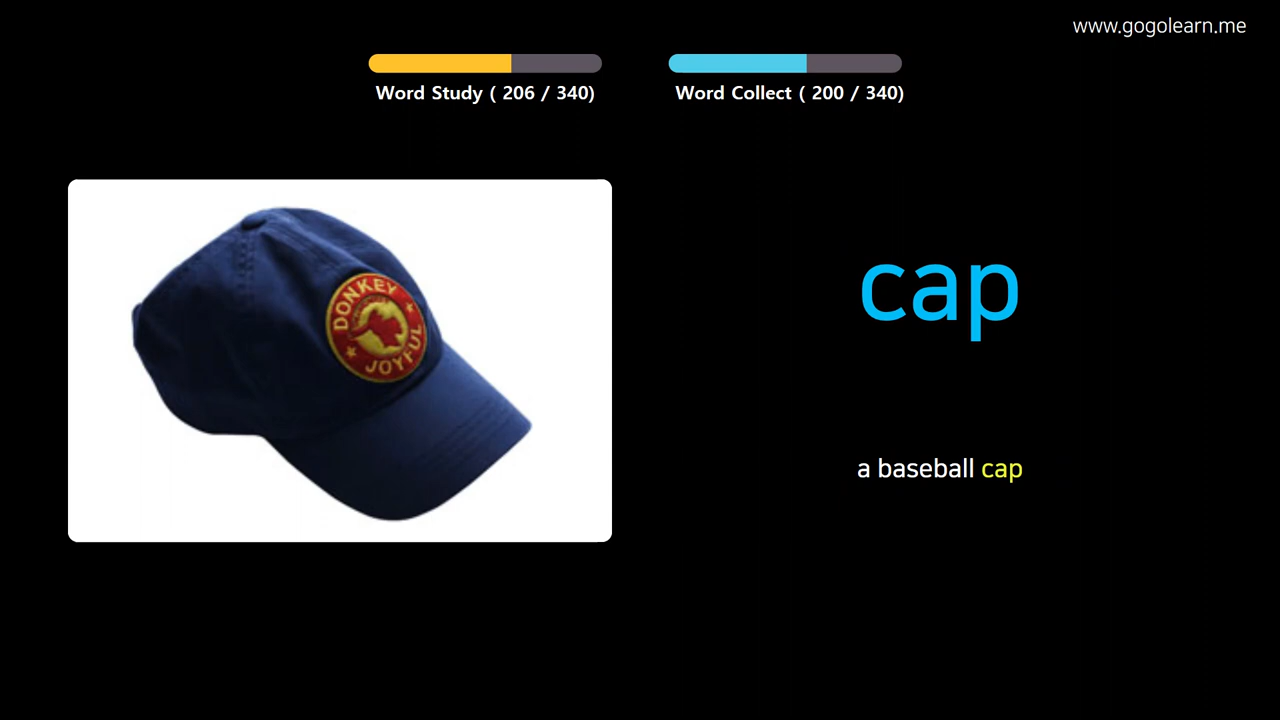 www.gogolearn.me
Word Study ( 206 / 340)
Word Collect ( 200 / 340)
DONKEY
JOYFUL
cap
a baseball cap